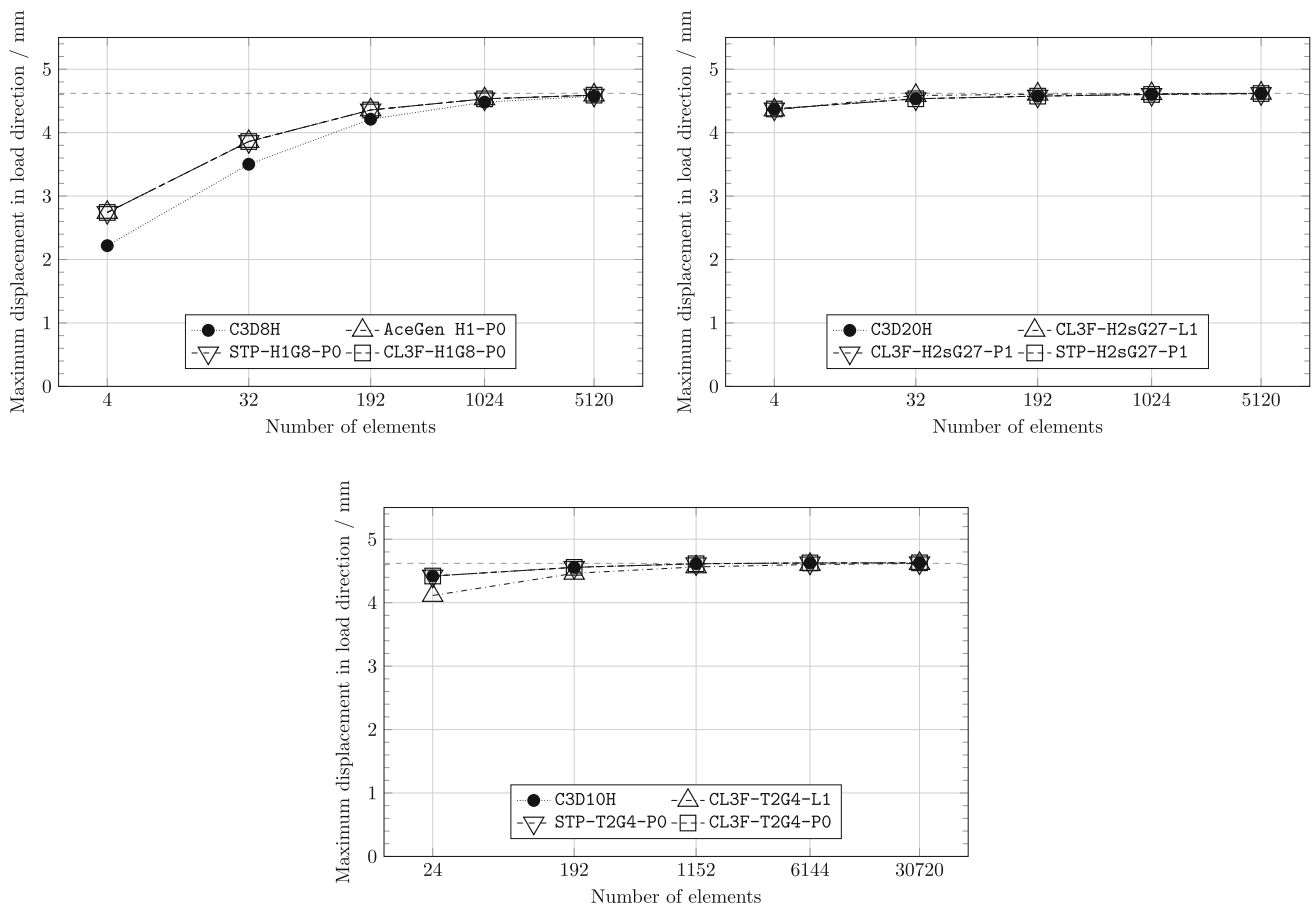 Maximum displacement in load direction / mm
5
4
3
2
1
0
C3D8H
AceGen H1-P0
STP-H1G8-P0
CL3F-H1G8-P0
4 32 192 1024 5120
Number of elements
Maximum displacement in load direction / mm
5
4
3
2
1
0
C3D20H
CL3F-H2sG27-L1
CL3F-H2sG27-P1
STP-H2sG27-P1
4 32 192 1024 5120
Number of elements
Maximum displacement in load direction / mm
5
4
3
2
1
0
C3D10H
CL3F-T2G4-L1
STP-T2G4-P0
CL3F-T2G4-P0
24 192 1152 6144 30720
Number of elements